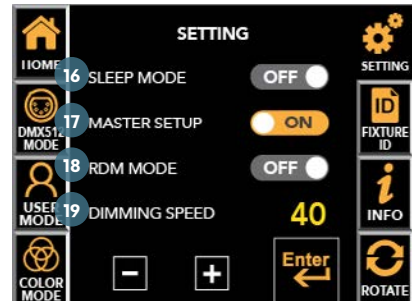 SETTING
HOME
16 SLEEP MODE OFF
SETTING
DMX512
MODE
17 MASTER SETUP ON
ID
FIXTURE
ID
18 RDM MODE OFF
USER
MODE
19 DIMMING SPEED 40
i
INFO
COLOR
MODE
- +
Enter
ROTATE